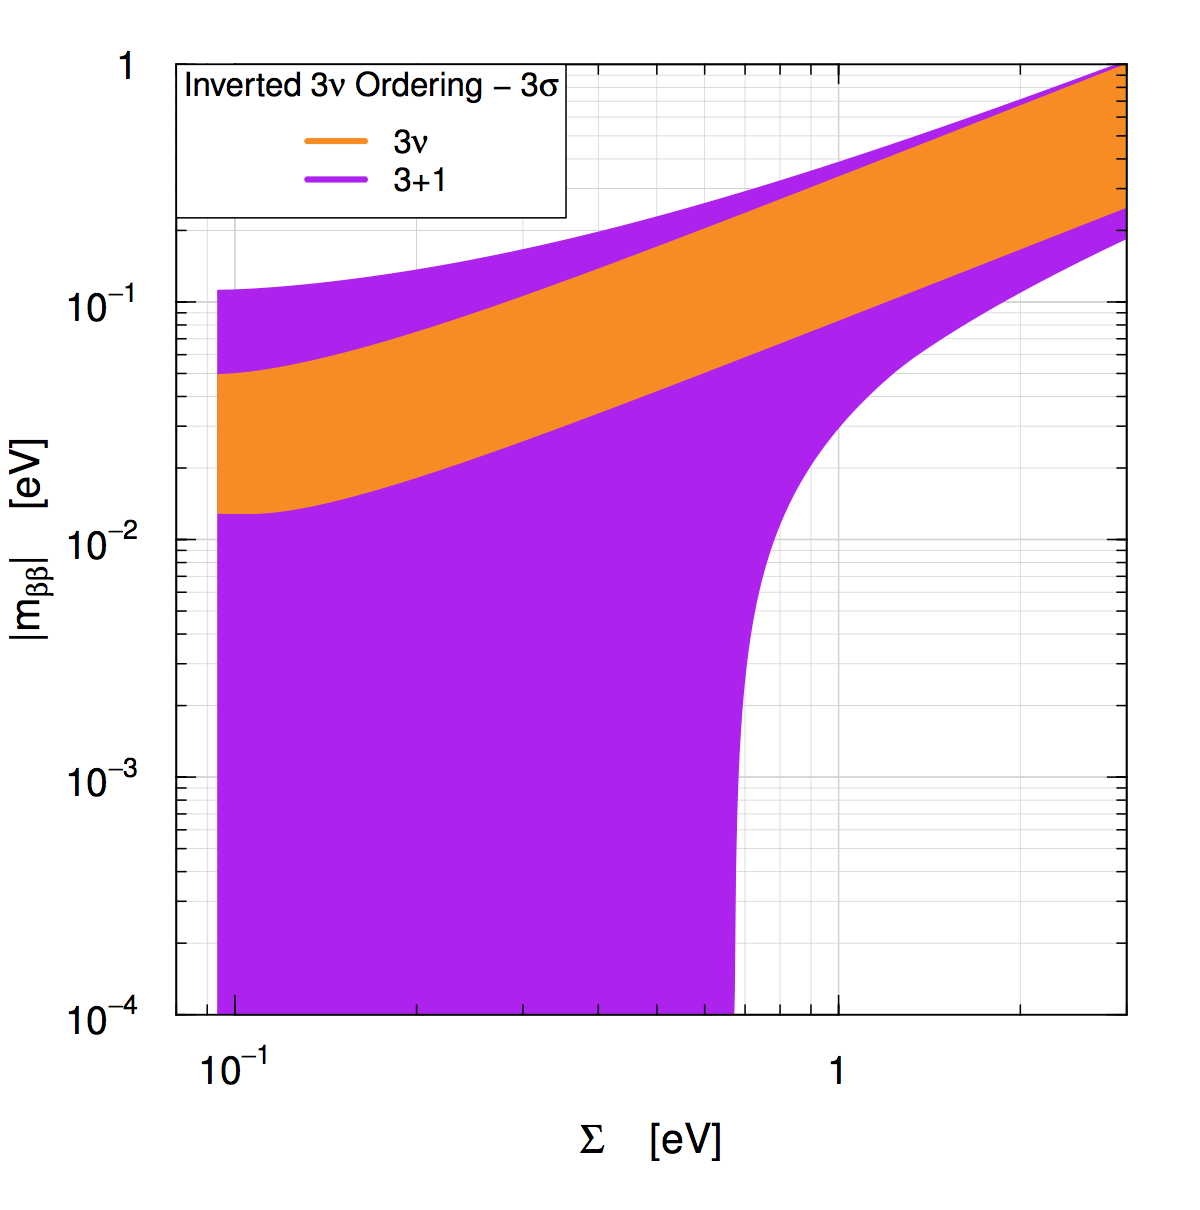 Inverted 3ν Ordering − 3σ
3ν
3+1
1
10⁻¹
10⁻²
10⁻³
10⁻⁴
|mᵦᵦ| [eV]
10⁻¹
1
Σ [eV]